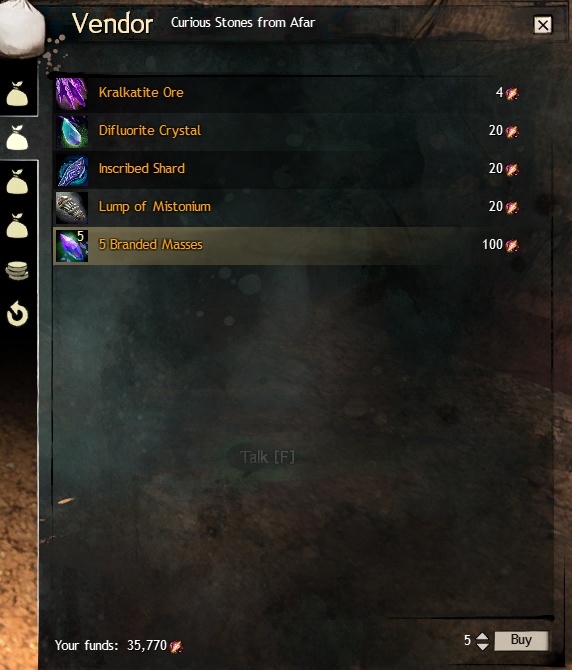 Vendor Curious Stones from Afar
Kralkatite Ore 4
Difluorite Crystal 20
Inscribed Shard 20
Lump of Mistonium 20
5
5 Branded Masses 100
Talk [F]
Your funds: 35,770
5 Buy